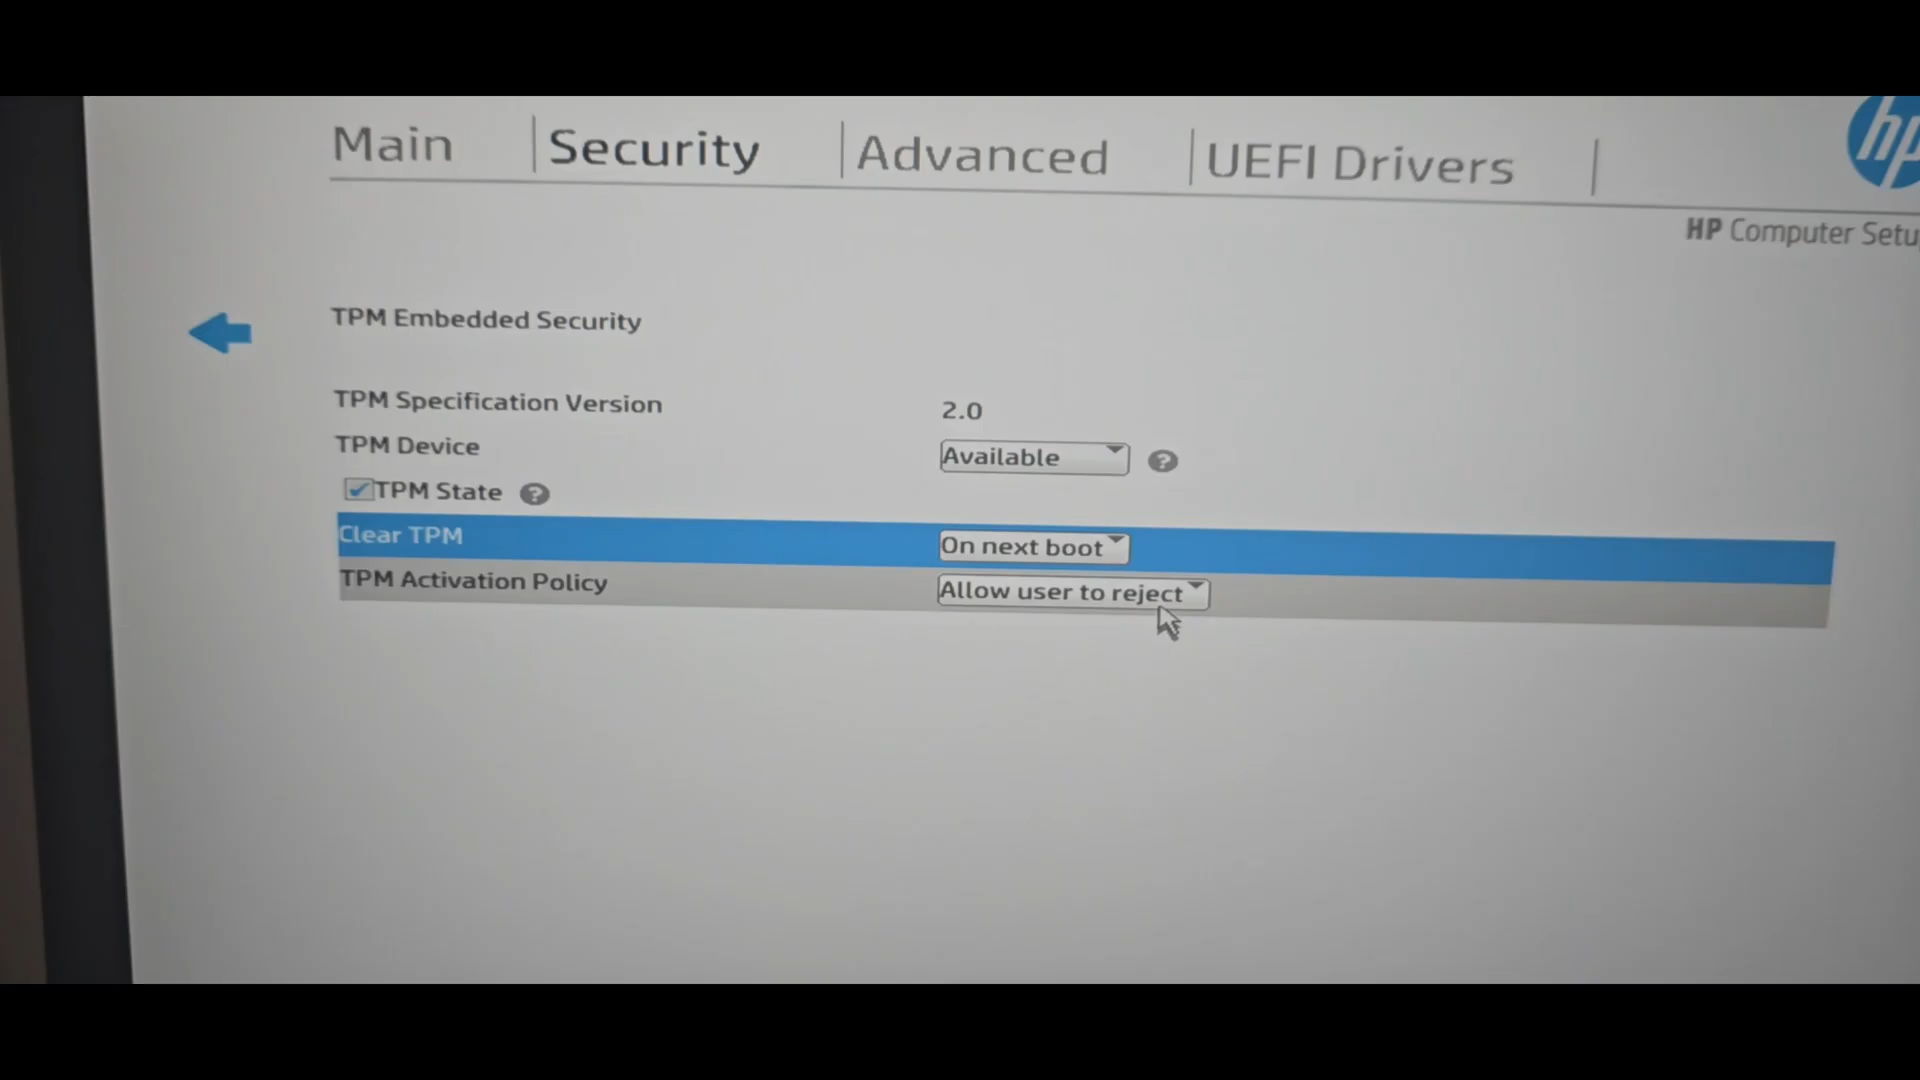 Main Security Advanced UEFI Drivers
hp
HP Computer Setu
TPM Embedded Security
TPM Specification Version 2.0
TPM Device Available ?
TPM State ?
Clear TPM On next boot
TPM Activation Policy Allow user to reject